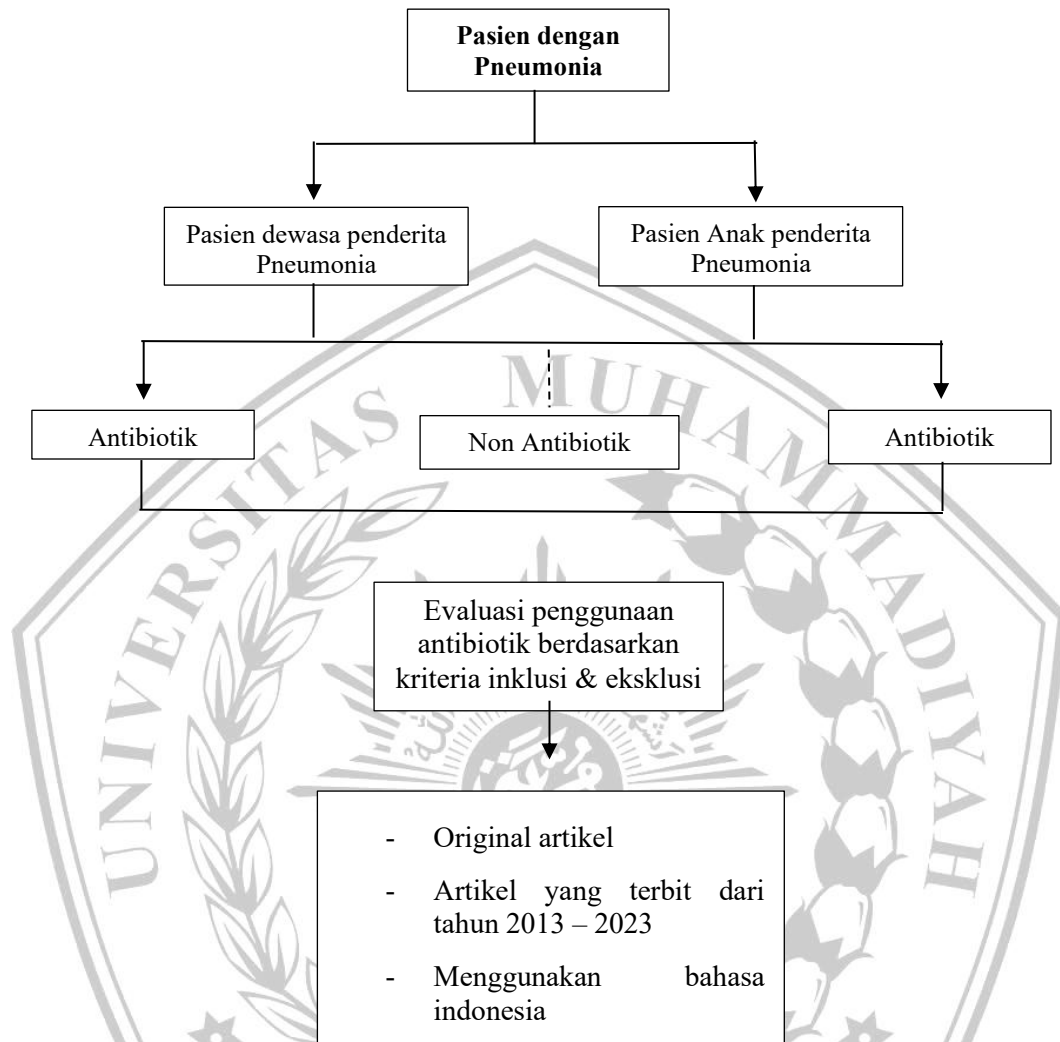 Pasien dengan
Pneumonia
Pasien dewasa penderita
Pneumonia
Pasien Anak penderita
Pneumonia
Antibiotik
Non Antibiotik
Antibiotik
Evaluasi penggunaan
antibiotik berdasarkan
kriteria inklusi & eksklusi
- Original artikel
- Artikel yang terbit dari
tahun 2013 – 2023
- Menggunakan bahasa
indonesia
UNIVERSITAS MUHAMMADIYAH